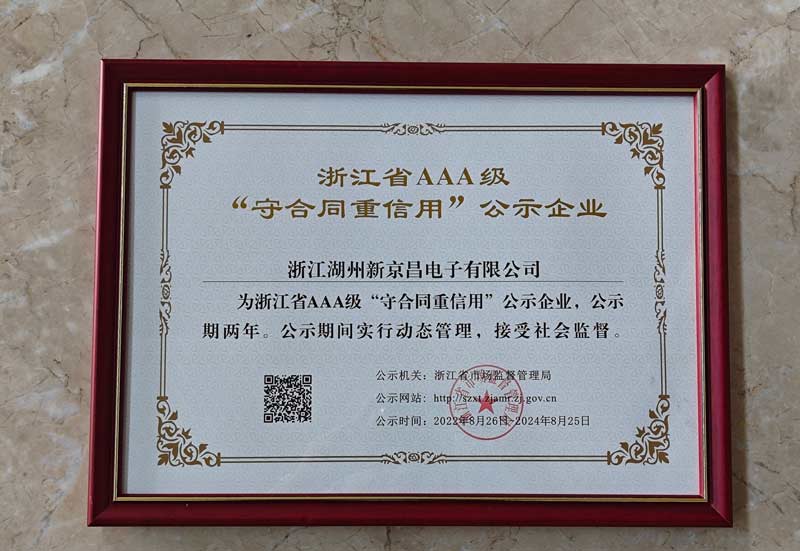 浙江省AAA级
“守合同重信用”公示企业
浙江湖州新京昌电子有限公司
为浙江省AAA级“守合同重信用”公示企业，公示
期两年。公示期间实行动态管理，接受社会监督。
公示机关：浙江省市场监督管理局
公示网站：http://szxt.zjamr.zj.gov.cn
公示时间：2022年8月26日-2024年8月25日